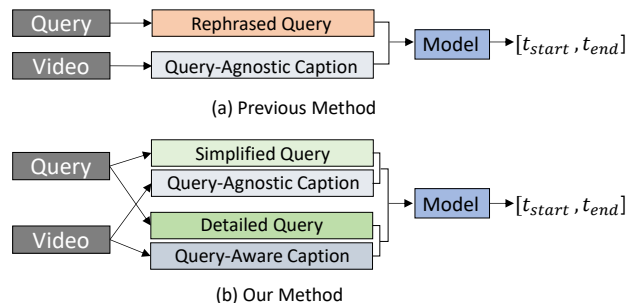 Query
Rephrased Query
Video
Query-Agnostic Caption
Model
[t_start, t_end]
(a) Previous Method
Query
Simplified Query
Query-Agnostic Caption
Video
Detailed Query
Query-Aware Caption
Model
[t_start, t_end]
(b) Our Method